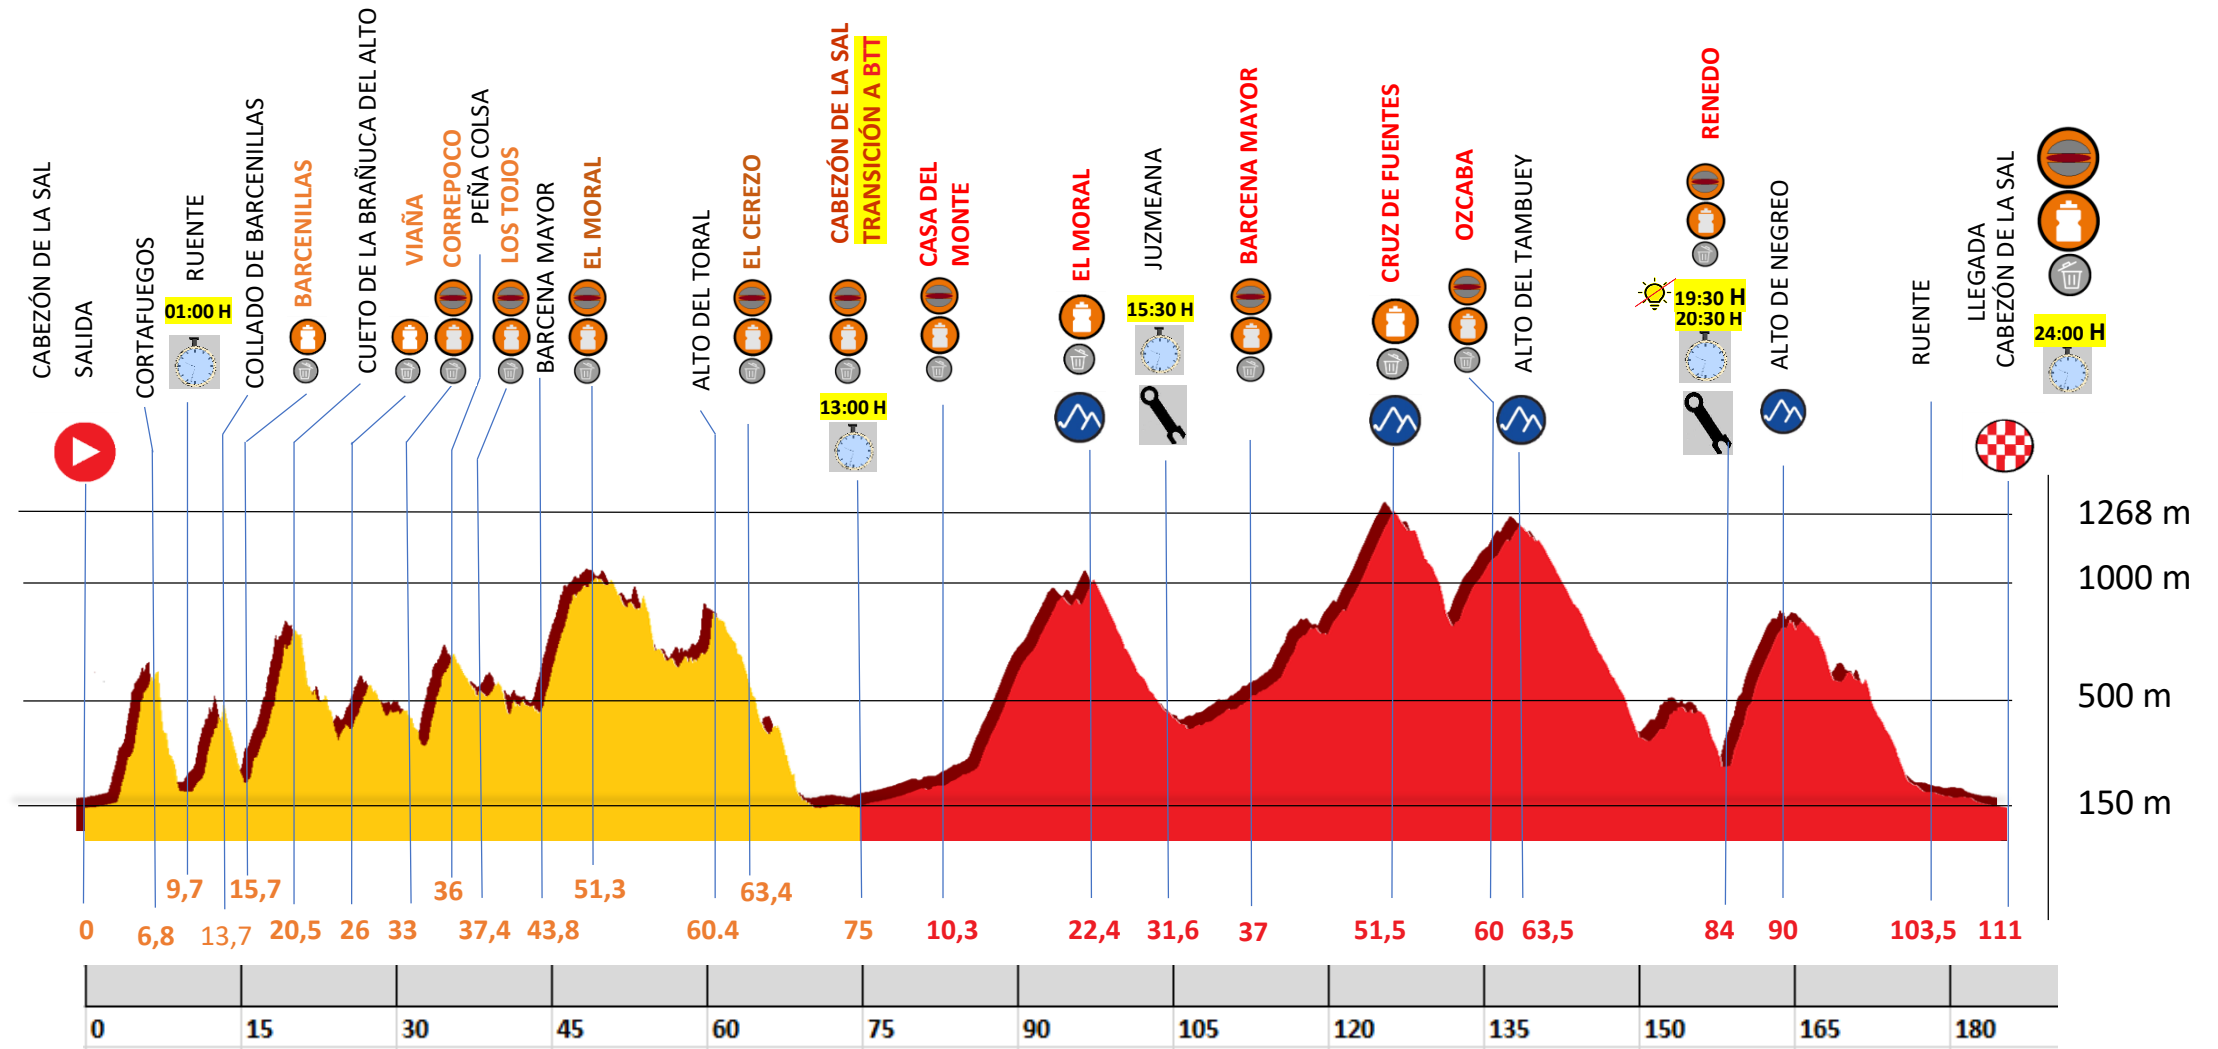 CABEZÓN DE LA SAL
SALIDA
CORTAFUEGOS
RUENTE
01:00 H
COLLADO DE BARCENILLAS
BARCENILLAS
CUETO DE LA BRAÑUCA DEL ALTO
VIAÑA
CORREPOCO
PEÑA COLSA
LOS TOJOS
BARCENA MAYOR
EL MORAL
ALTO DEL TORAL
EL CEREZO
CABEZÓN DE LA SAL
TRANSICIÓN A BTT
13:00 H
CASA DEL
MONTE
EL MORAL
JUZMEANA
15:30 H
BARCENA MAYOR
CRUZ DE FUENTES
OZCABA
ALTO DEL TAMBUEY
RENEDO
19:30 H
20:30 H
ALTO DE NEGREO
RUENTE
LLEGADA
CABEZÓN DE LA SAL
24:00 H
1268 m
1000 m
500 m
150 m
9,7 15,7 36 51,3 63,4
0 6,8 13,7 20,5 26 33 37,4 43,8 60.4 75 10,3 22,4 31,6 37 51,5 60 63,5 84 90 103,5 111
0 15 30 45 60 75 90 105 120 135 150 165 180